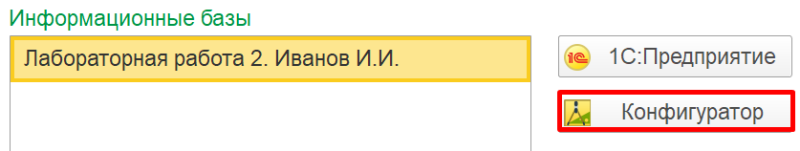 Информационные базы
Лабораторная работа 2. Иванов И.И.
1С:Предприятие
Конфигуратор